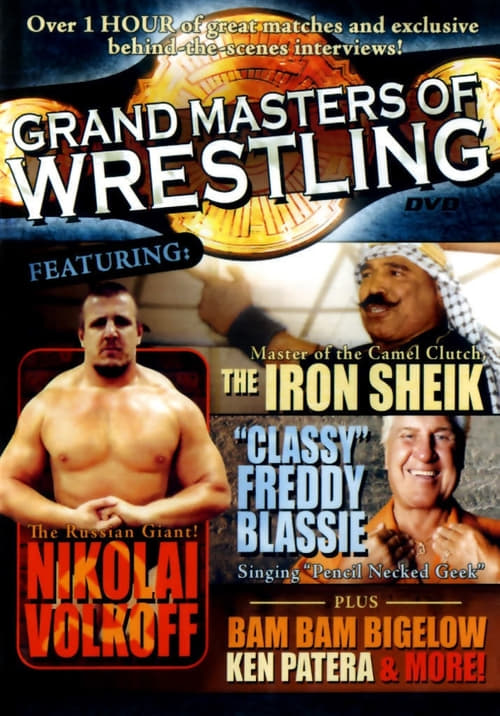 Over 1 HOUR of great matches and exclusive
behind-the-scenes interviews!
GRAND MASTERS OF
WRESTLING
DVD
FEATURING:
Master of the Camel Clutch,
THE IRON SHEIK
"CLASSY"
FREDDY
BLASSIE
Singing "Pencil Necked Geek"
The Russian Giant!
NIKOLAI
VOLKOFF
PLUS
BAM BAM BIGELOW
KEN PATERA & MORE!